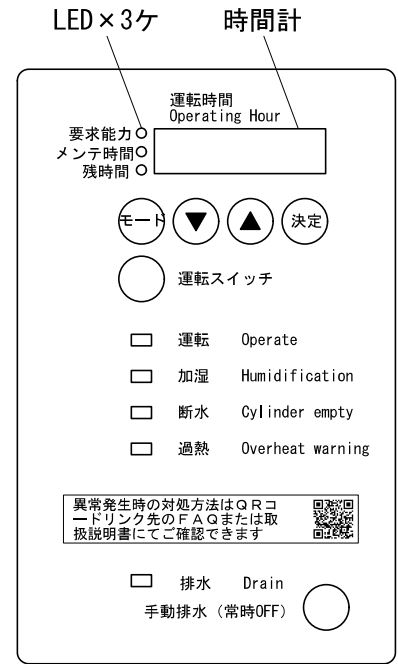 LED×3ケ 時間計
運転時間
Operating Hour
要求能力
メンテ時間
残時間
モード ▼ ▲ 決定
運転スイッチ
運転 Operate
加湿 Humidification
断水 Cylinder empty
過熱 Overheat warning
異常発生時の対処方法はQRコ
ードリンク先のFAQまたは取
扱説明書にてご確認できます
排水 Drain
手動排水（常時OFF）